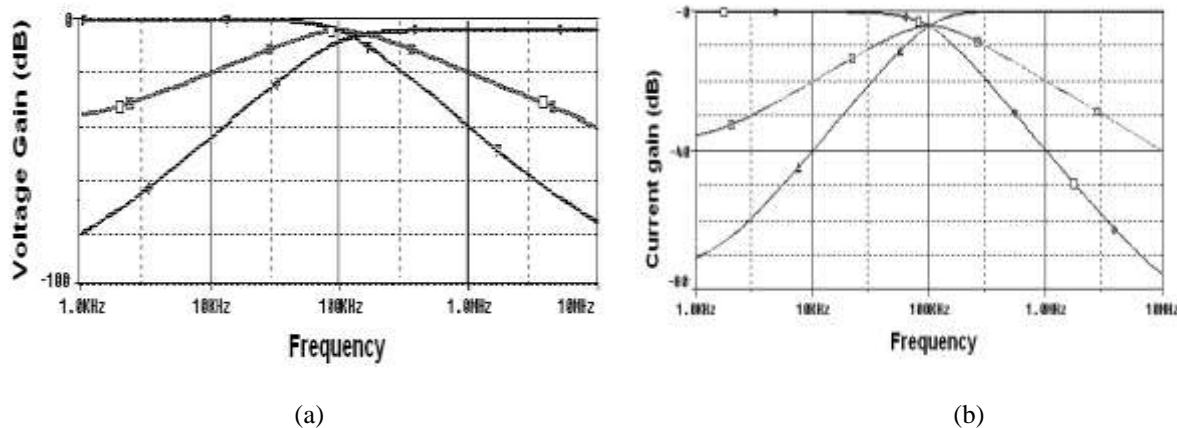 Voltage Gain (dB)
0
-100
1.0KHz 10KHz 100KHz 1.0MHz 10MHz
Frequency
(a)
Current gain (dB)
-0
-40
-80
1.0KHz 10KHz 100KHz 1.0MHz 10MHz
Frequency
(b)